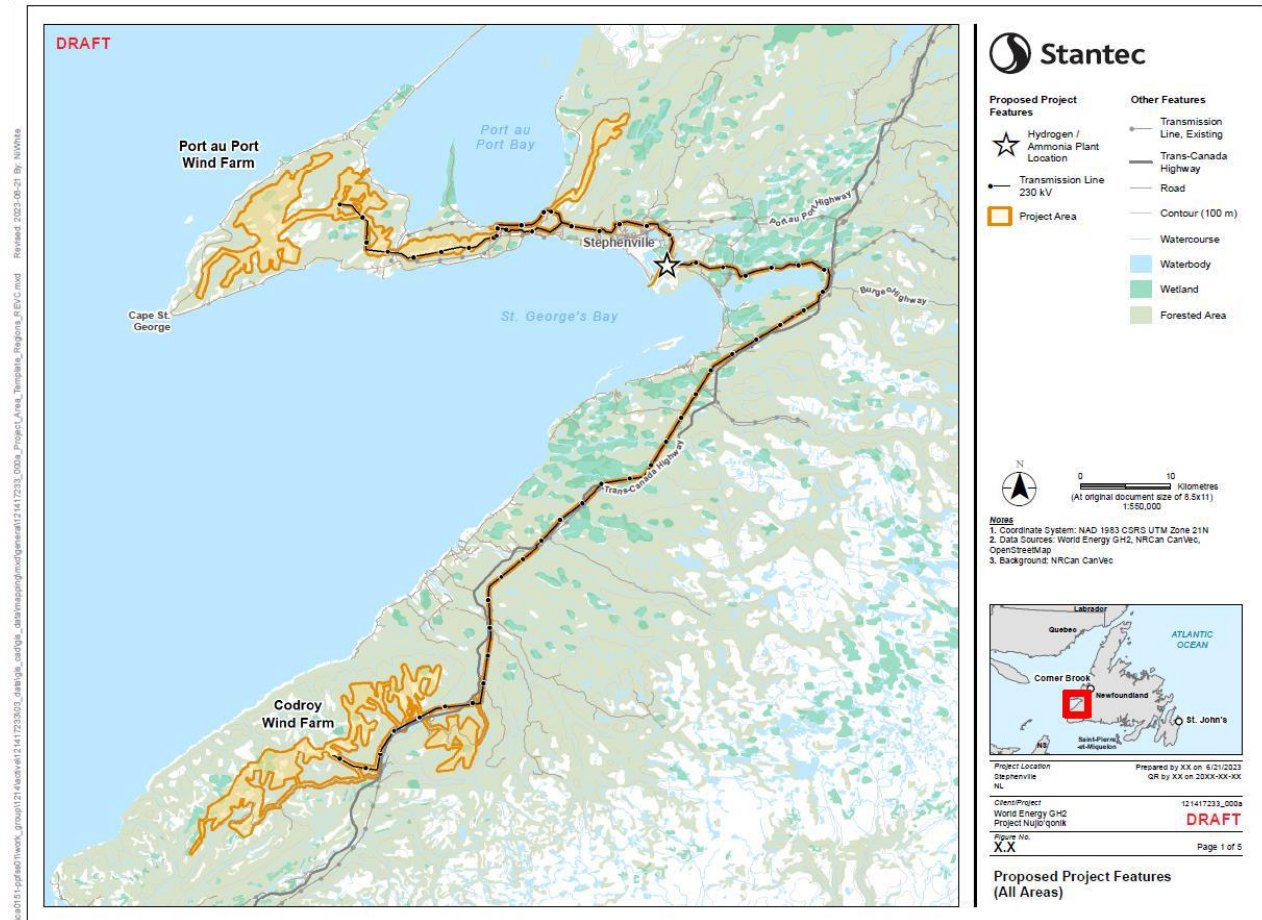 DRAFT
Port au Port
Wind Farm
Port au
Port Bay
Port au Port Highway
Stephenville
Cape St.
George
St. George's Bay
Burgeo Highway
Trans-Canada Highway
Codroy
Wind Farm
Stantec
Proposed Project
Features
Hydrogen /
Ammonia Plant
Location
Transmission Line
230 kV
Project Area
Other Features
Transmission
Line, Existing
Trans-Canada
Highway
Road
Contour (100 m)
Watercourse
Waterbody
Wetland
Forested Area
N
0 10
Kilometres
(At original document size of 8.5x11)
1:550,000
Notes
1. Coordinate System: NAD 1983 CSRS UTM Zone 21N
2. Data Sources: World Energy GH2, NRCan CanVec,
OpenStreetMap
3. Background: NRCan CanVec
Labrador
Quebec
ATLANTIC
OCEAN
Corner Brook
Newfoundland
St. John's
Saint-Pierre
-et-Miquelon
NS
Project Location
Stephenville
NL
Prepared by XX on 6/21/2023
QR by XX on 20XX-XX-XX
Client/Project
World Energy GH2
Project Nujio'qonik
121417233_000a
DRAFT
Figure No.
X.X
Page 1 of 5
Proposed Project Features
(All Areas)
Revised: 2023-06-21 By: NiWhite